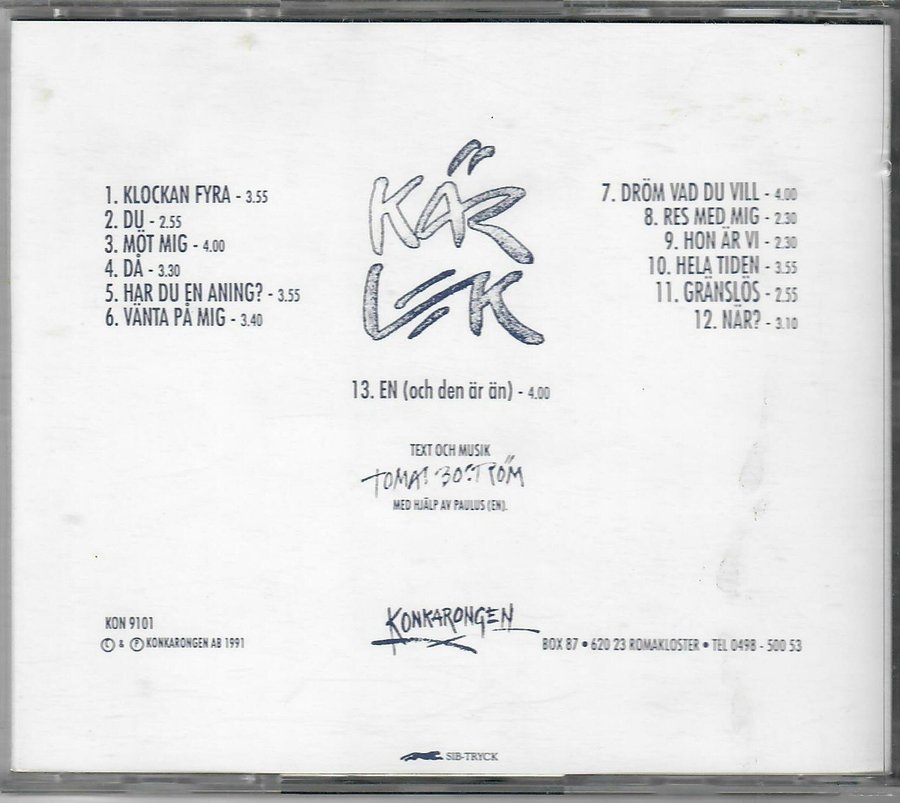 1. KLOCKAN FYRA - 3.55
2. DU - 2.55
3. MÖT MIG - 4.00
4. DÅ - 3.30
5. HAR DU EN ANING? - 3.55
6. VÄNTA PÅ MIG - 3.40
KÄR
LEK
7. DRÖM VAD DU VILL - 4.00
8. RES MED MIG - 2.30
9. HON ÄR VI - 2.30
10. HELA TIDEN - 3.55
11. GRÄNSLÖS - 2.55
12. NÄR? - 3.10
13. EN (och den är än) - 4.00
TEXT OCH MUSIK
TOMAS BOSTRÖM
MED HJÄLP AV PAULUS (EN).
KON 9101
Ⓒ & Ⓟ KONKARONGEN AB 1991
KONKARONGEN
BOX 87 • 620 23 ROMAKLOSTER • TEL 0498 - 500 53
SIB-TRYCK